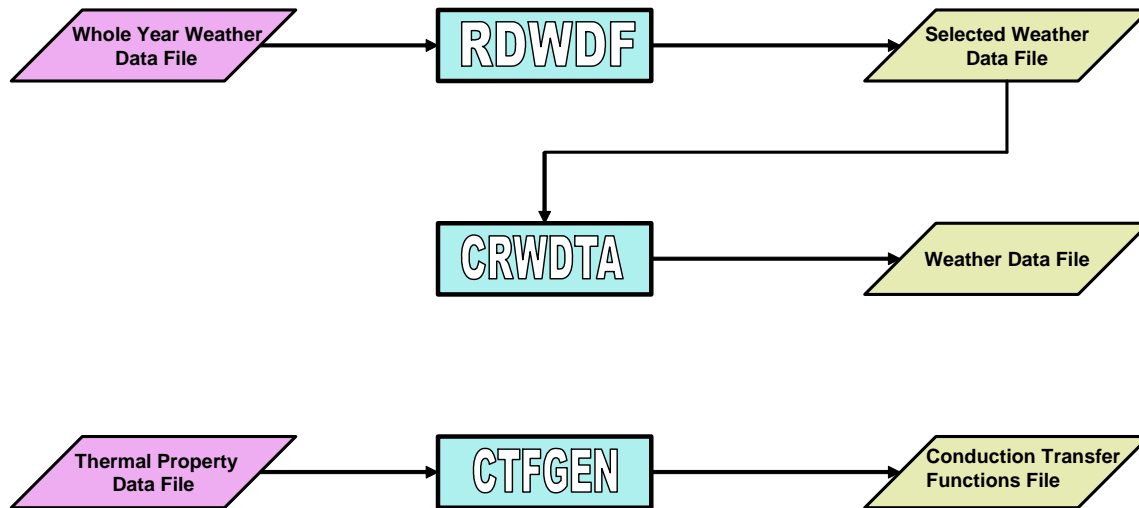 Whole Year Weather
Data File
RDWDF
Selected Weather
Data File
CRWDTA
Weather Data File
Thermal Property
Data File
CTFGEN
Conduction Transfer
Functions File